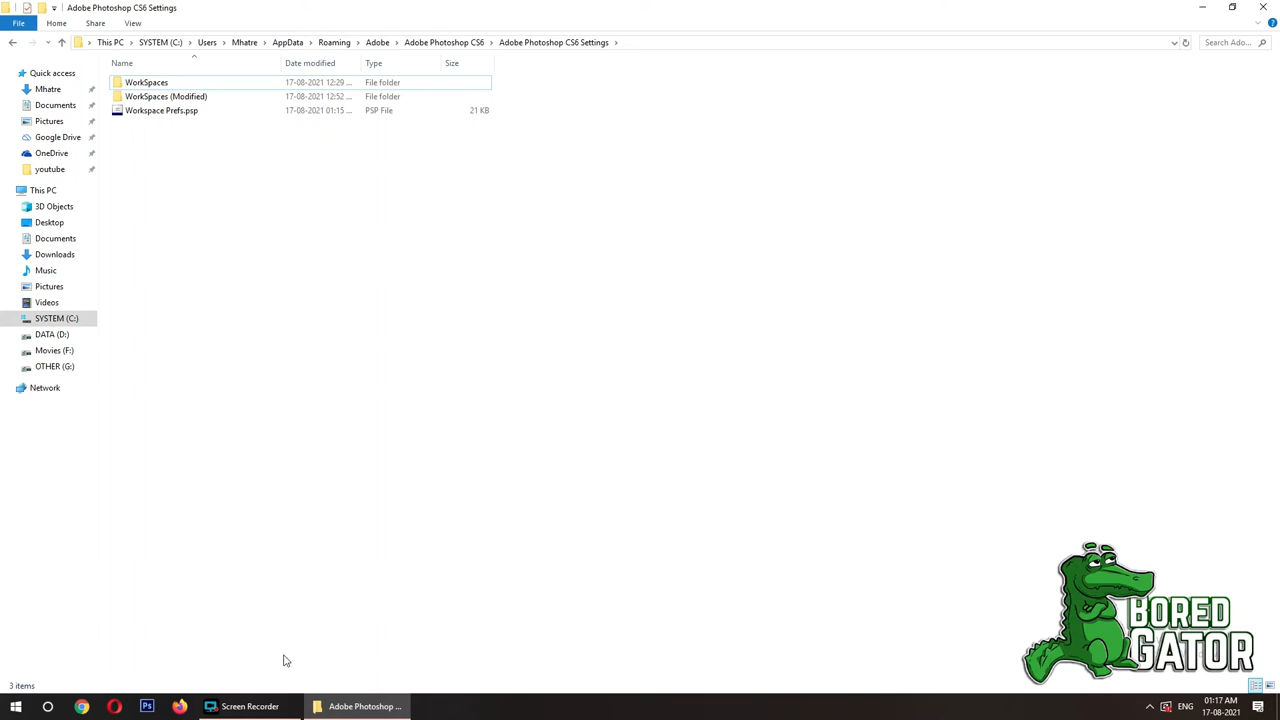 Adobe Photoshop CS6 Settings
File Home Share View
This PC SYSTEM (C:) Users Mhatre AppData Roaming Adobe Adobe Photoshop CS6 Adobe Photoshop CS6 Settings Search Ado...
Name Date modified Type Size
WorkSpaces 17-08-2021 12:29 ... File folder
WorkSpaces (Modified) 17-08-2021 12:52 ... File folder
Workspace Prefs.psp 17-08-2021 01:15 ... PSP File 21 KB
Quick access
Mhatre
Documents
Pictures
Google Drive
OneDrive
youtube
This PC
3D Objects
Desktop
Documents
Downloads
Music
Pictures
Videos
SYSTEM (C:)
DATA (D:)
Movies (F:)
OTHER (G:)
Network
BORED
GATOR
3 items
Ps Screen Recorder Adobe Photoshop ... ENG 01:17 AM
17-08-2021